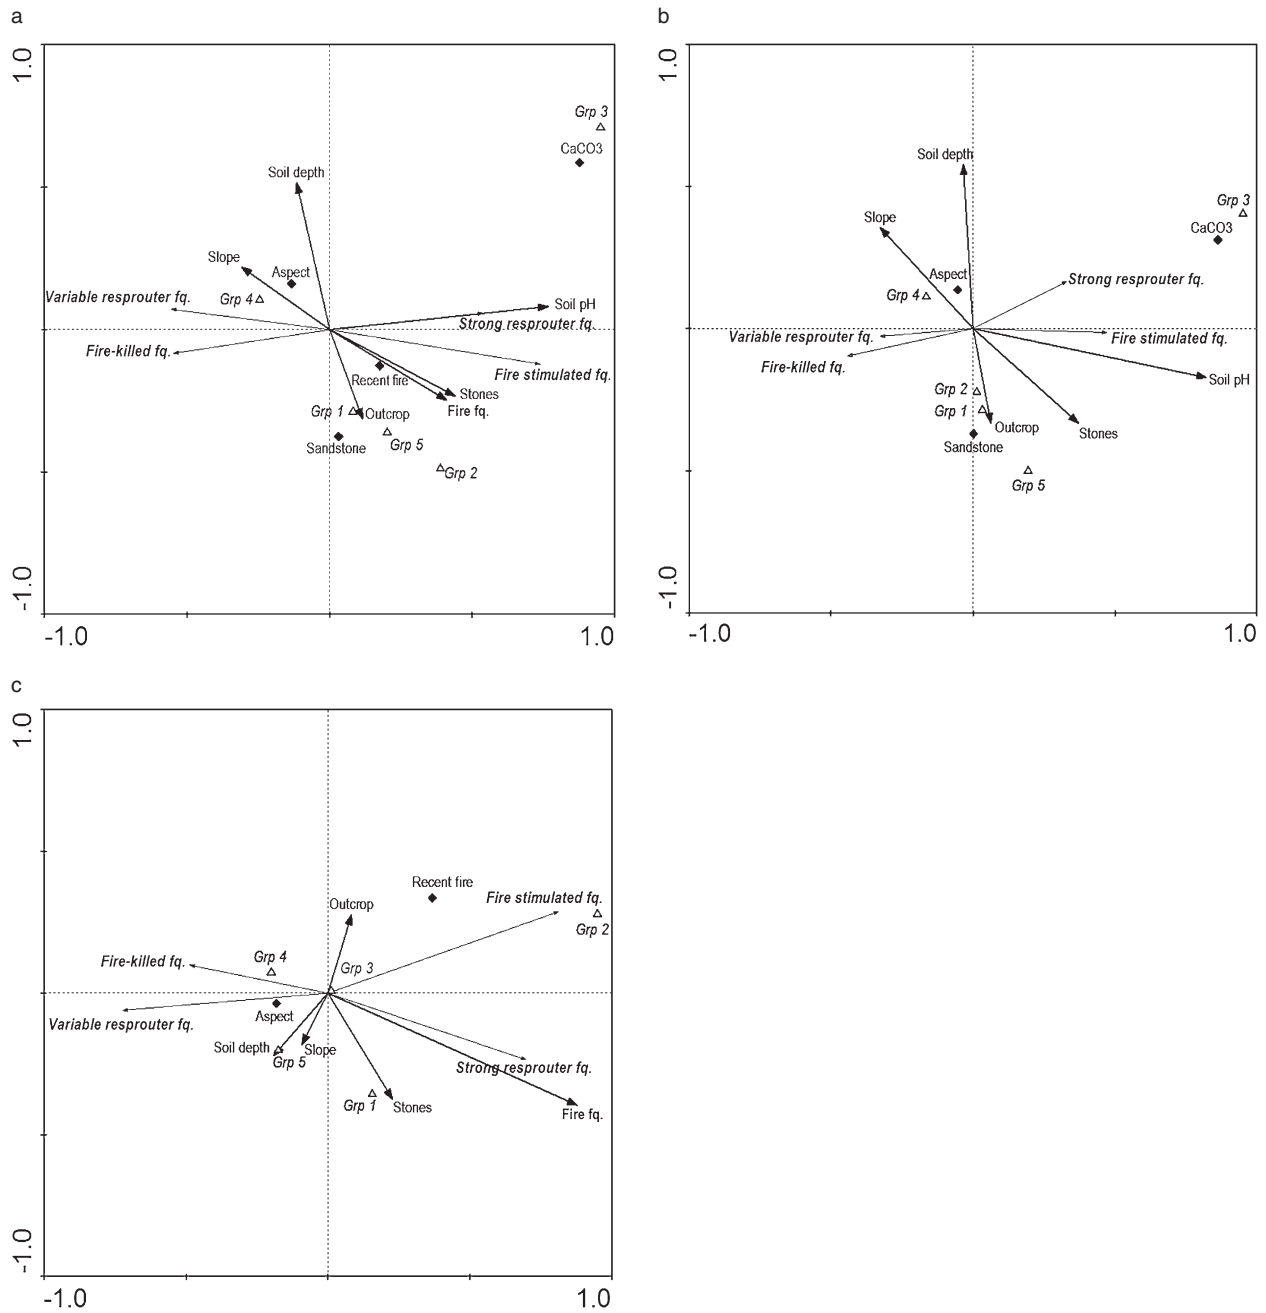 a
1.0
Grp 3
CaCO3
Soil depth
Slope
Aspect
Variable resprouter fq.
Grp 4
Soil pH
Strong resprouter fq.
Fire-killed fq.
Fire stimulated fq.
Recent fire
Stones
Fire fq.
Grp 1
Outcrop
Sandstone
Grp 5
Grp 2
-1.0
-1.0
1.0
b
1.0
Soil depth
Grp 3
Slope
CaCO3
Aspect
Strong resprouter fq.
Grp 4
Variable resprouter fq.
Fire stimulated fq.
Fire-killed fq.
Soil pH
Grp 2
Grp 1
Outcrop
Stones
Sandstone
Grp 5
-1.0
-1.0
1.0
c
1.0
Recent fire
Fire stimulated fq.
Outcrop
Grp 2
Grp 4
Fire-killed fq.
Grp 3
Aspect
Variable resprouter fq.
Soil depth
Slope
Grp 5
Strong resprouter fq.
Grp 1
Stones
Fire fq.
-1.0
-1.0
1.0